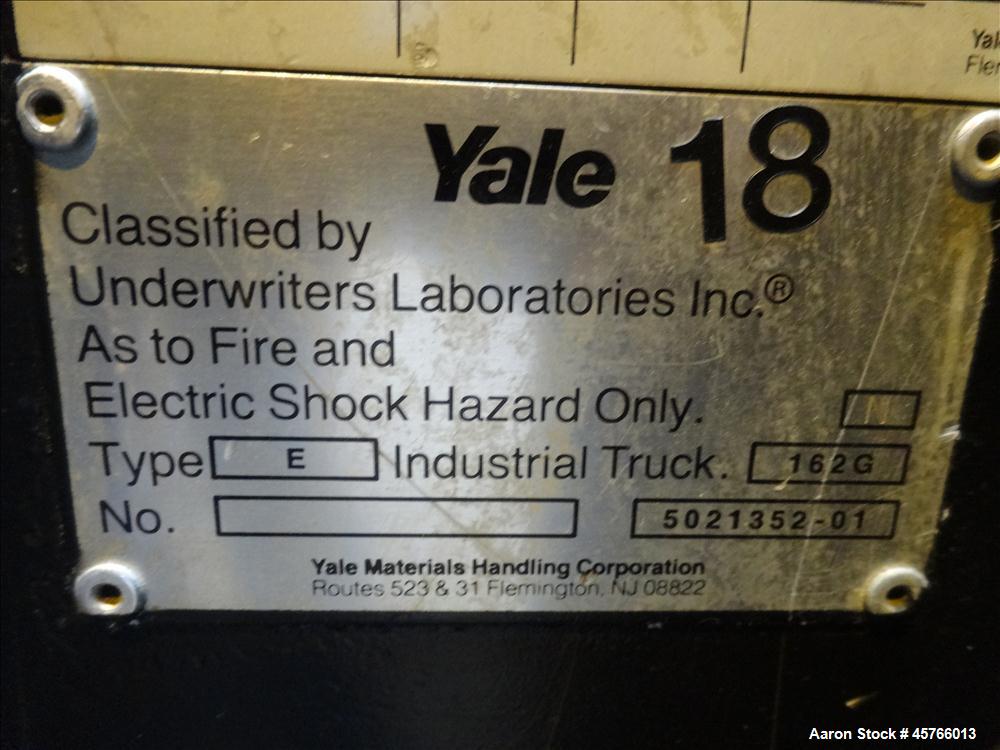 Yale 18
Classified by
Underwriters Laboratories Inc.®
As to Fire and
Electric Shock Hazard Only. N
Type E Industrial Truck. 162G
No. 5021352-01
Yale Materials Handling Corporation
Routes 523 & 31 Flemington, NJ 08822
Aaron Stock # 45766013